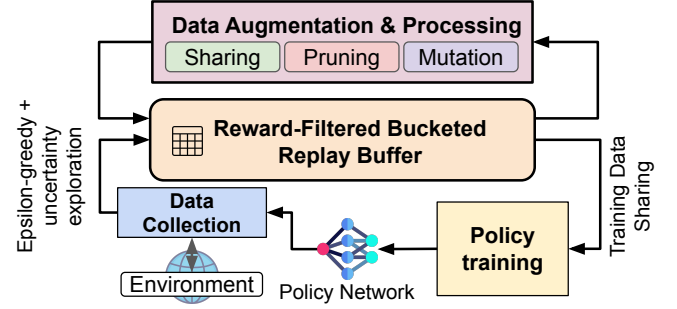 Data Augmentation & Processing
Sharing
Pruning
Mutation
Epsilon-greedy +
uncertainty
exploration
Reward-Filtered Bucketed
Replay Buffer
Training Data
Sharing
Data
Collection
Environment
Policy Network
Policy
training